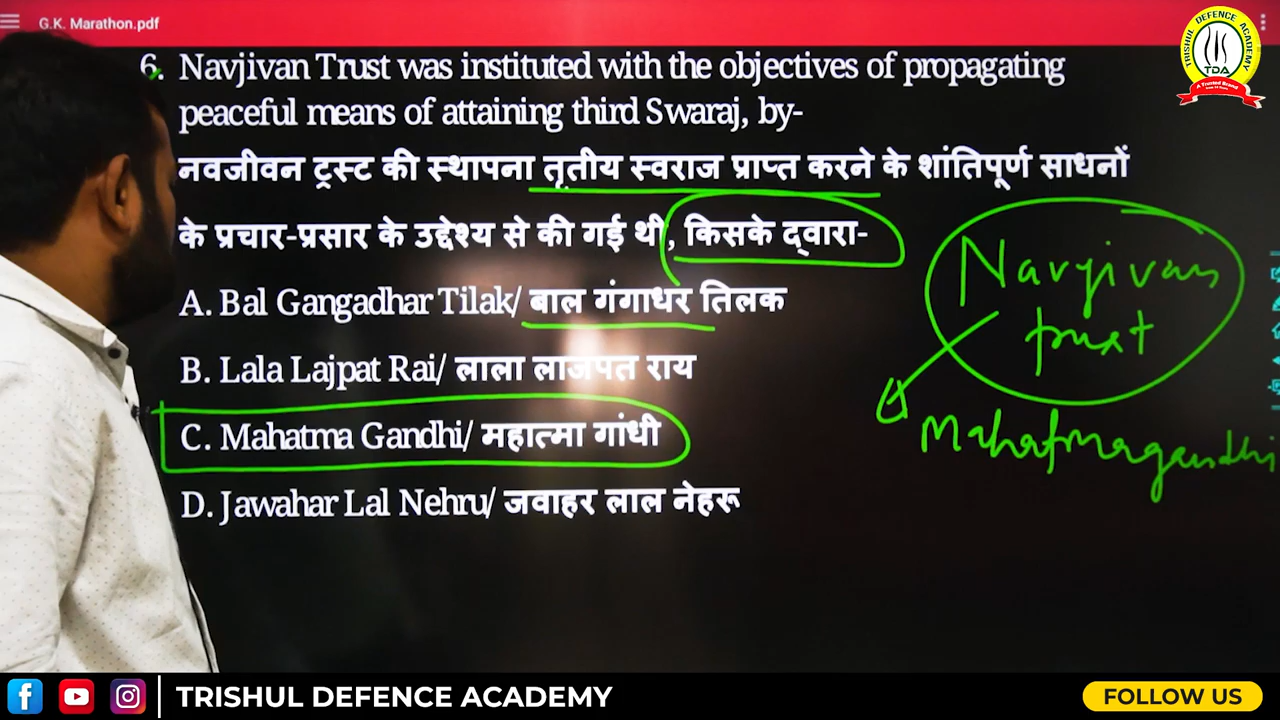 G.K. Marathon.pdf
TRISHUL DEFENCE ACADEMY
TDA
A Trusted Brand
6. Navjivan Trust was instituted with the objectives of propagating
peaceful means of attaining third Swaraj, by-
नवजीवन ट्रस्ट की स्थापना तृतीय स्वराज प्राप्त करने के शांतिपूर्ण साधनों
के प्रचार-प्रसार के उद्देश्य से की गई थी, किसके द्वारा-
A. Bal Gangadhar Tilak/ बाल गंगाधर तिलक
B. Lala Lajpat Rai/ लाला लाजपत राय
C. Mahatma Gandhi/ महात्मा गांधी
D. Jawahar Lal Nehru/ जवाहर लाल नेहरू
Navjivan
trust
Mahatmagandhi
TRISHUL DEFENCE ACADEMY
FOLLOW US